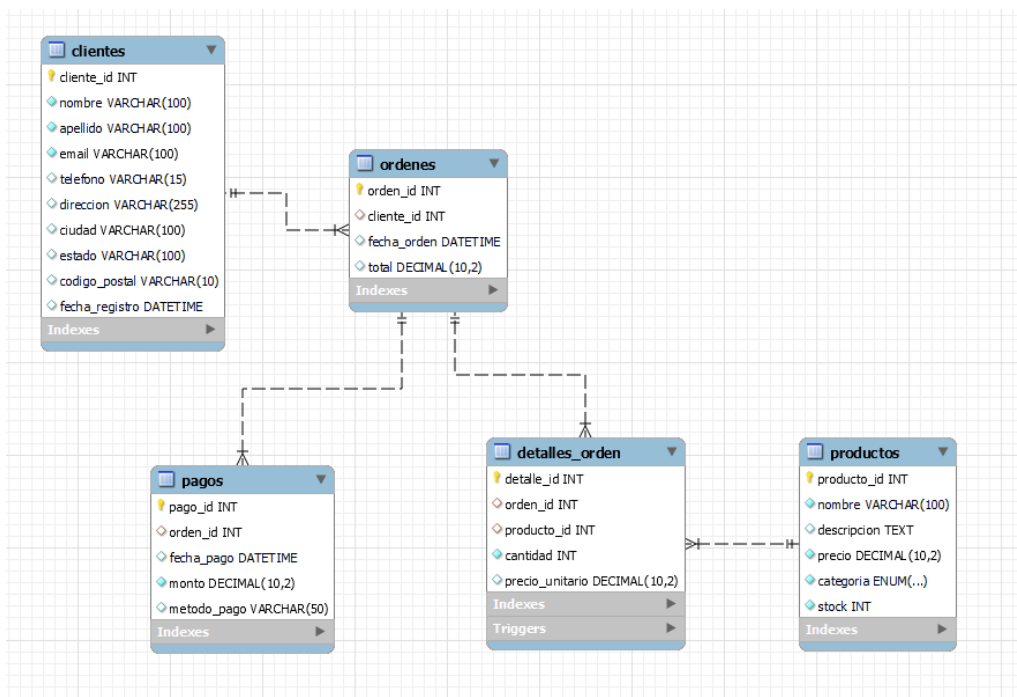 clientes
cliente_id INT
nombre VARCHAR(100)
apellido VARCHAR(100)
email VARCHAR(100)
telefono VARCHAR(15)
direccion VARCHAR(255)
ciudad VARCHAR(100)
estado VARCHAR(100)
codigo_postal VARCHAR(10)
fecha_registro DATETIME
Indexes
ordenes
orden_id INT
cliente_id INT
fecha_orden DATETIME
total DECIMAL(10,2)
Indexes
pagos
pago_id INT
orden_id INT
fecha_pago DATETIME
monto DECIMAL(10,2)
metodo_pago VARCHAR(50)
Indexes
detalles_orden
detalle_id INT
orden_id INT
producto_id INT
cantidad INT
precio_unitario DECIMAL(10,2)
Indexes
Triggers
productos
producto_id INT
nombre VARCHAR(100)
descripcion TEXT
precio DECIMAL(10,2)
categoria ENUM(...)
stock INT
Indexes